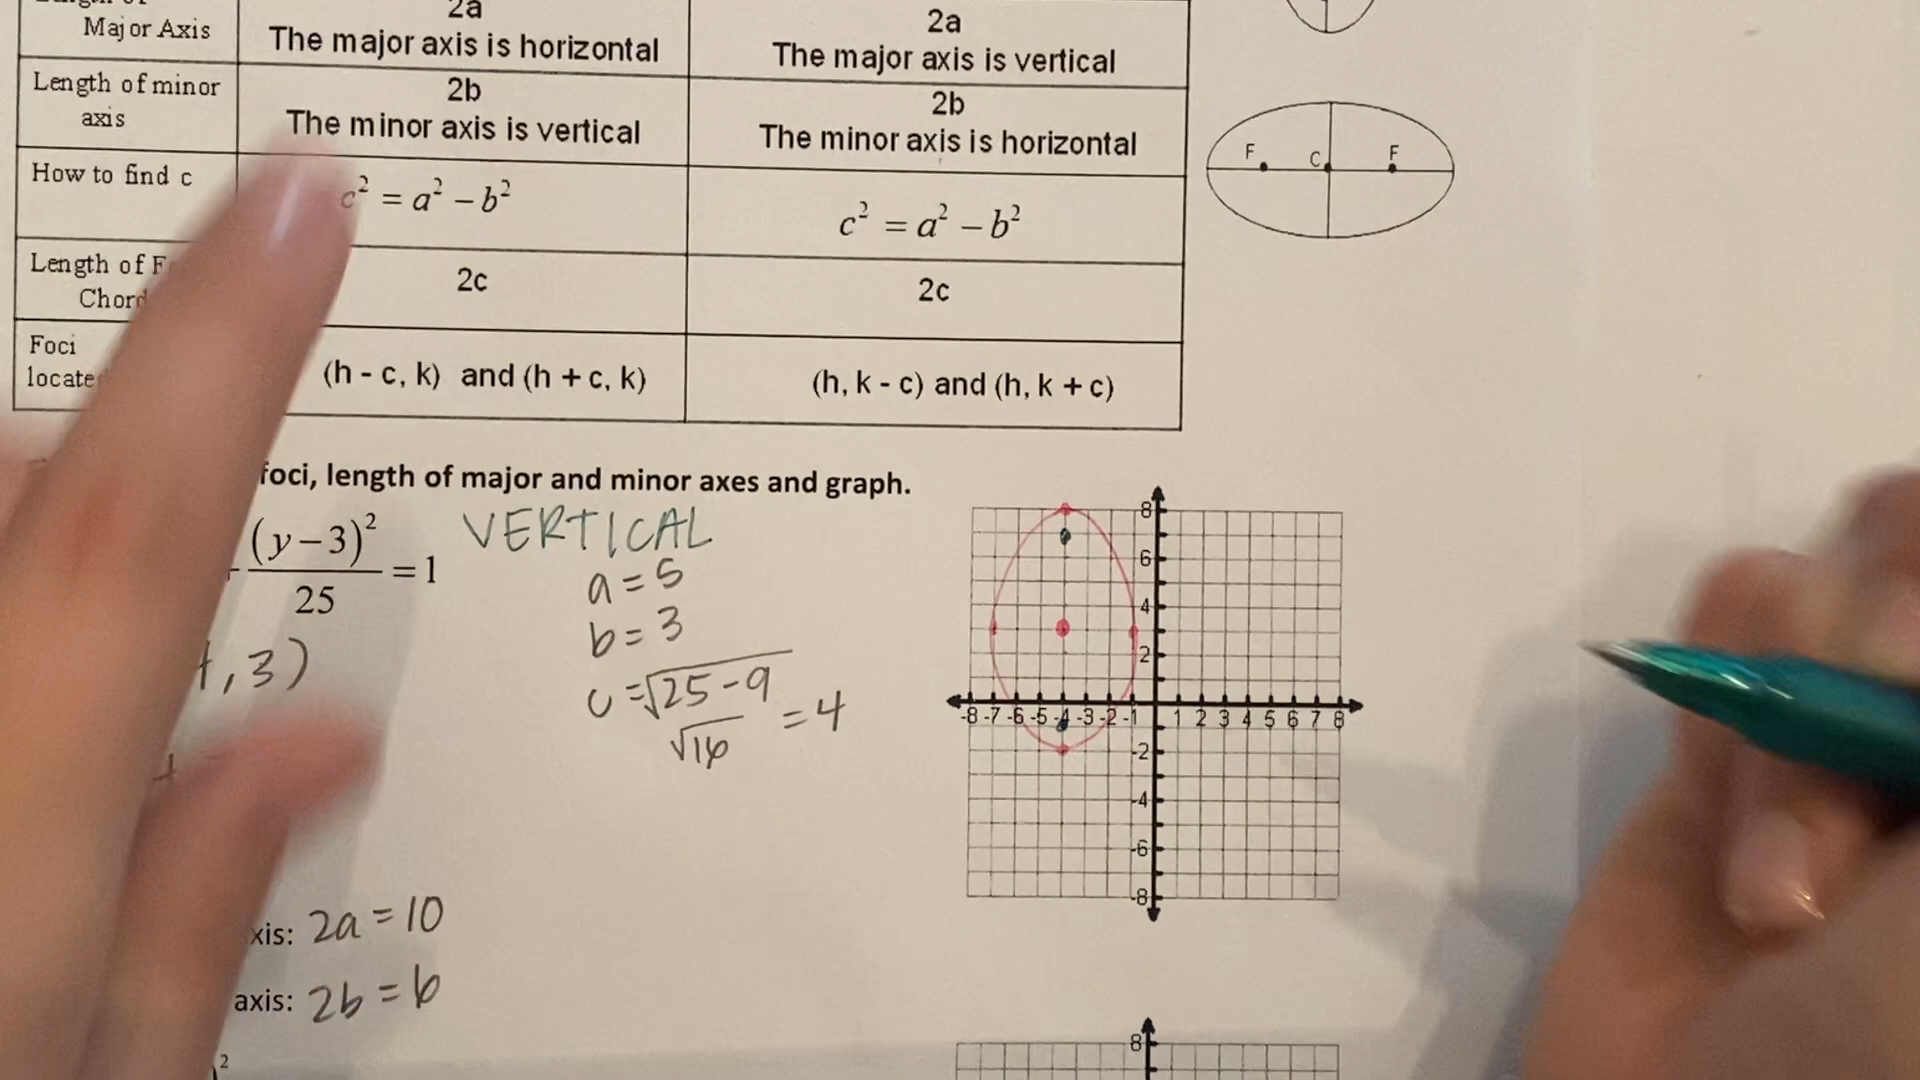 Major Axis
2a
The major axis is horizontal
2a
The major axis is vertical
Length of minor
axis
2b
The minor axis is vertical
2b
The minor axis is horizontal
F C F
How to find c
c² = a² – b²
c² = a² – b²
Length of
Chord
2c
2c
Foci
(h - c, k) and (h + c, k)
(h, k - c) and (h, k + c)
foci, length of major and minor axes and graph.
(y – 3)²
25
= 1
VERTICAL
a = 5
b = 3
c = √25 - 9
√16 = 4
, 3)
8
6
4
2
-8 -7 -6 -5 -4 -3 -2 -1 1 2 3 4 5 6 7 8
-2
-4
-6
-8
xis: 2a = 10
axis: 2b = 6
2
8